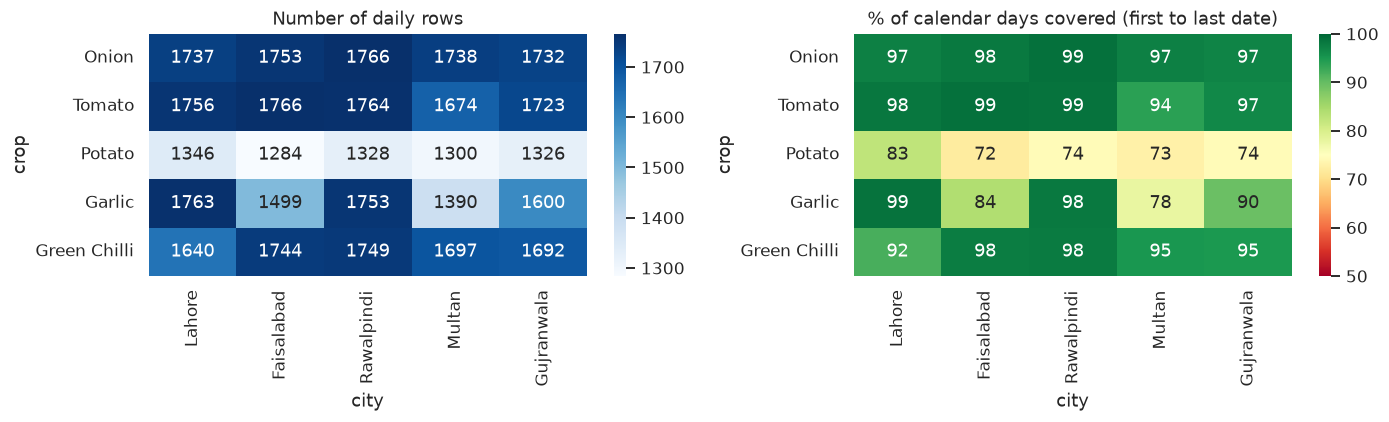 Number of daily rows
crop
Onion 1737 1753 1766 1738 1732
Tomato 1756 1766 1764 1674 1723
Potato 1346 1284 1328 1300 1326
Garlic 1763 1499 1753 1390 1600
Green Chilli 1640 1744 1749 1697 1692
Lahore Faisalabad Rawalpindi Multan Gujranwala
city
1700
1600
1500
1400
1300
% of calendar days covered (first to last date)
crop
Onion 97 98 99 97 97
Tomato 98 99 99 94 97
Potato 83 72 74 73 74
Garlic 99 84 98 78 90
Green Chilli 92 98 98 95 95
Lahore Faisalabad Rawalpindi Multan Gujranwala
city
100
90
80
70
60
50